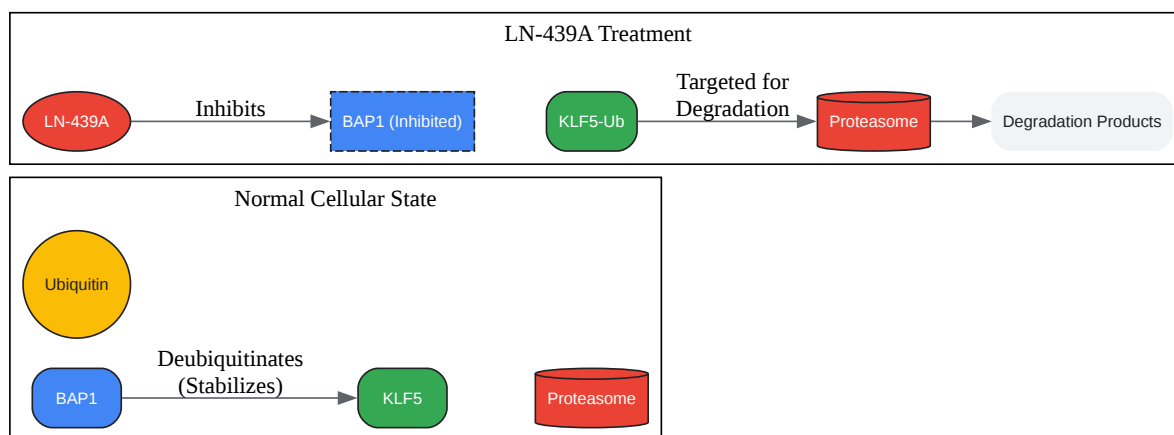 LN-439A Treatment
LN-439A
Inhibits
BAP1 (Inhibited)
KLF5-Ub
Targeted for
Degradation
Proteasome
Degradation Products
Normal Cellular State
Ubiquitin
BAP1
Deubiquitinates
(Stabilizes)
KLF5
Proteasome